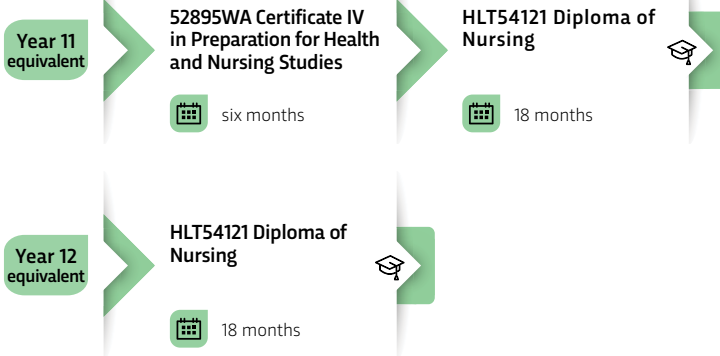 Year 11
equivalent
52895WA Certificate IV
in Preparation for Health
and Nursing Studies
six months
HLT54121 Diploma of
Nursing
18 months
Year 12
equivalent
HLT54121 Diploma of
Nursing
18 months